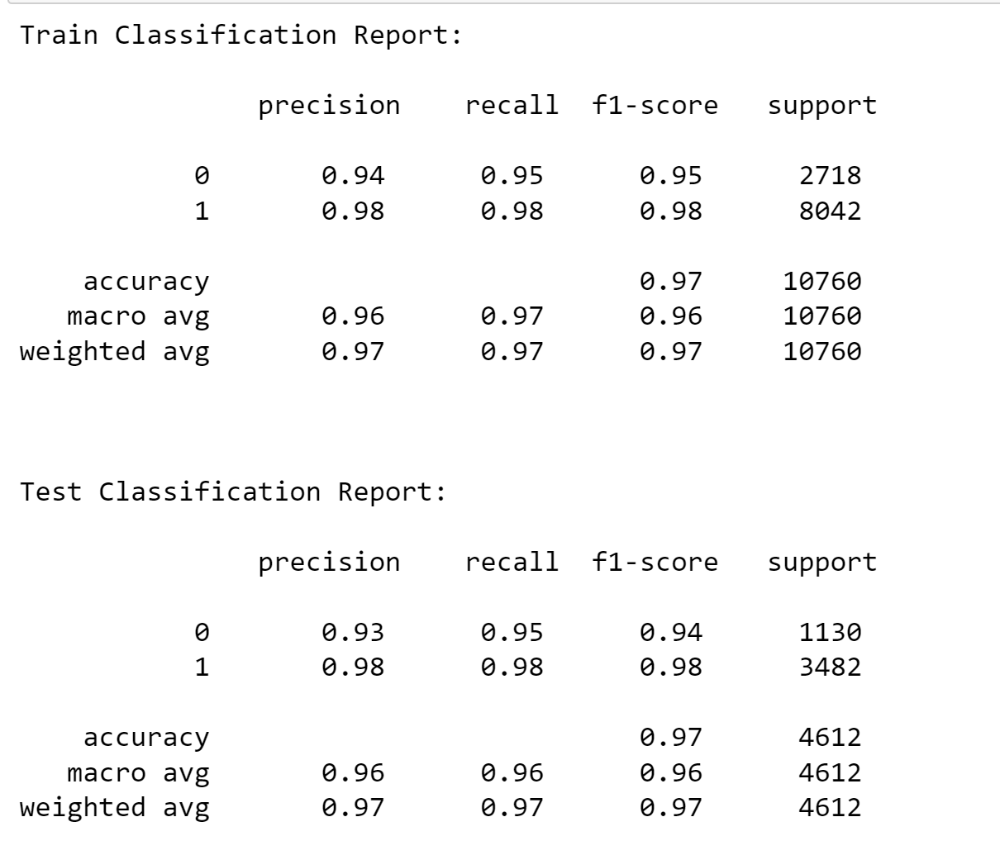 Train Classification Report:
precision recall f1-score support
0 0.94 0.95 0.95 2718
1 0.98 0.98 0.98 8042
accuracy 0.97 10760
macro avg 0.96 0.97 0.96 10760
weighted avg 0.97 0.97 0.97 10760
Test Classification Report:
precision recall f1-score support
0 0.93 0.95 0.94 1130
1 0.98 0.98 0.98 3482
accuracy 0.97 4612
macro avg 0.96 0.96 0.96 4612
weighted avg 0.97 0.97 0.97 4612